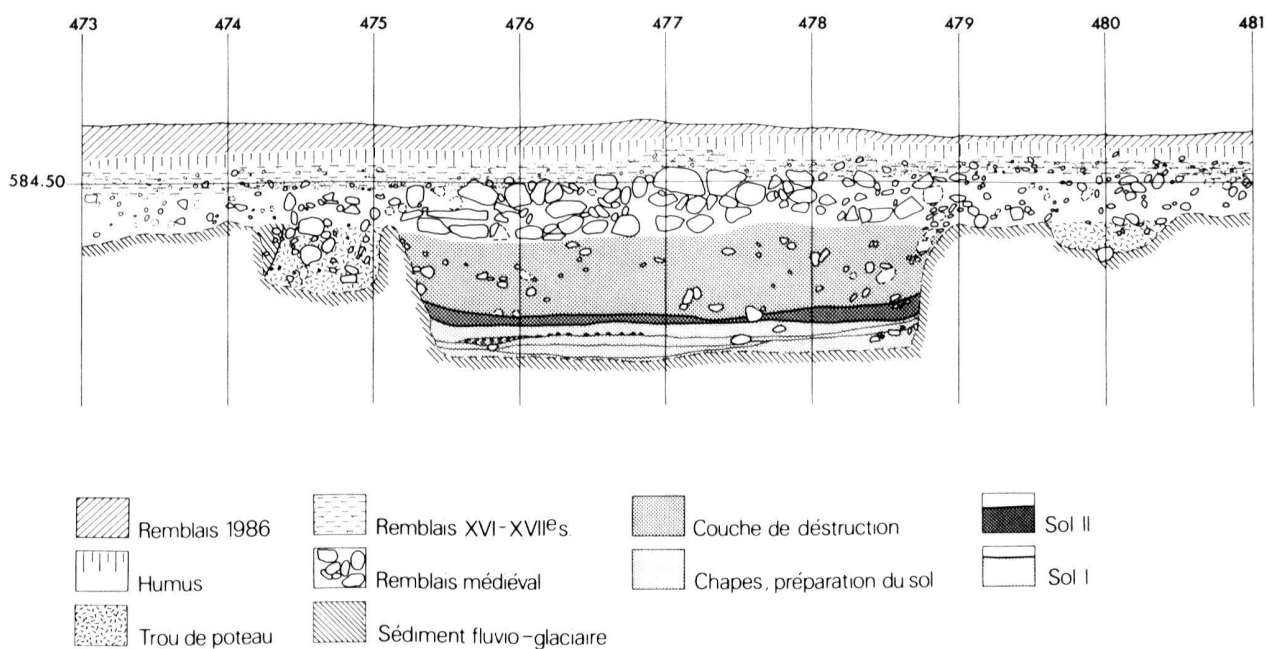 473 474 475 476 477 478 479 480 481
584.50
Remblais 1986
Remblais XVI-XVIIe s.
Couche de déstruction
Sol II
Humus
Remblais médiéval
Chapes, préparation du sol
Sol I
Trou de poteau
Sédiment fluvio-glaciaire